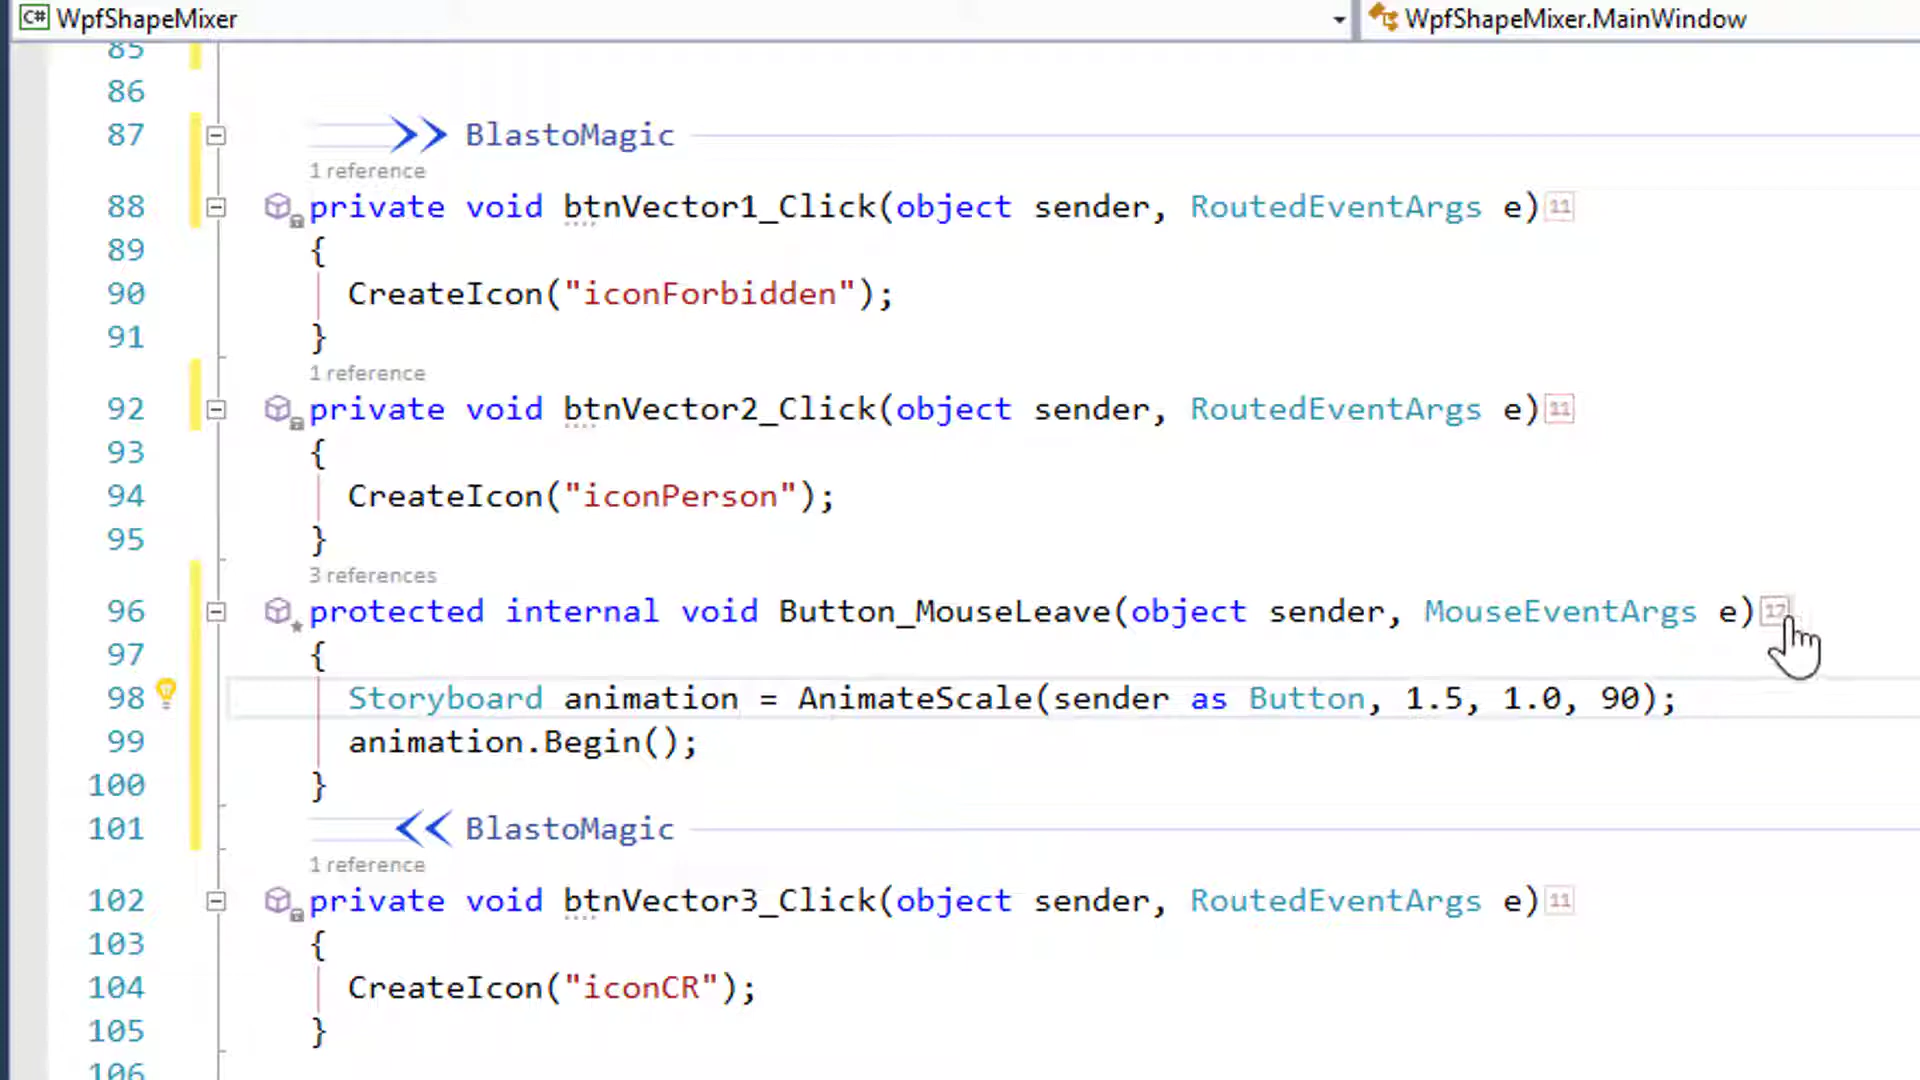 C# WpfShapeMixer WpfShapeMixer.MainWindow
85
86
87 BlastoMagic
1 reference
88 private void btnVector1_Click(object sender, RoutedEventArgs e) 11
89 {
90 CreateIcon("iconForbidden");
91 }
1 reference
92 private void btnVector2_Click(object sender, RoutedEventArgs e) 11
93 {
94 CreateIcon("iconPerson");
95 }
3 references
96 protected internal void Button_MouseLeave(object sender, MouseEventArgs e) 17
97 {
98 Storyboard animation = AnimateScale(sender as Button, 1.5, 1.0, 90);
99 animation.Begin();
100 }
101 BlastoMagic
1 reference
102 private void btnVector3_Click(object sender, RoutedEventArgs e) 11
103 {
104 CreateIcon("iconCR");
105 }
106